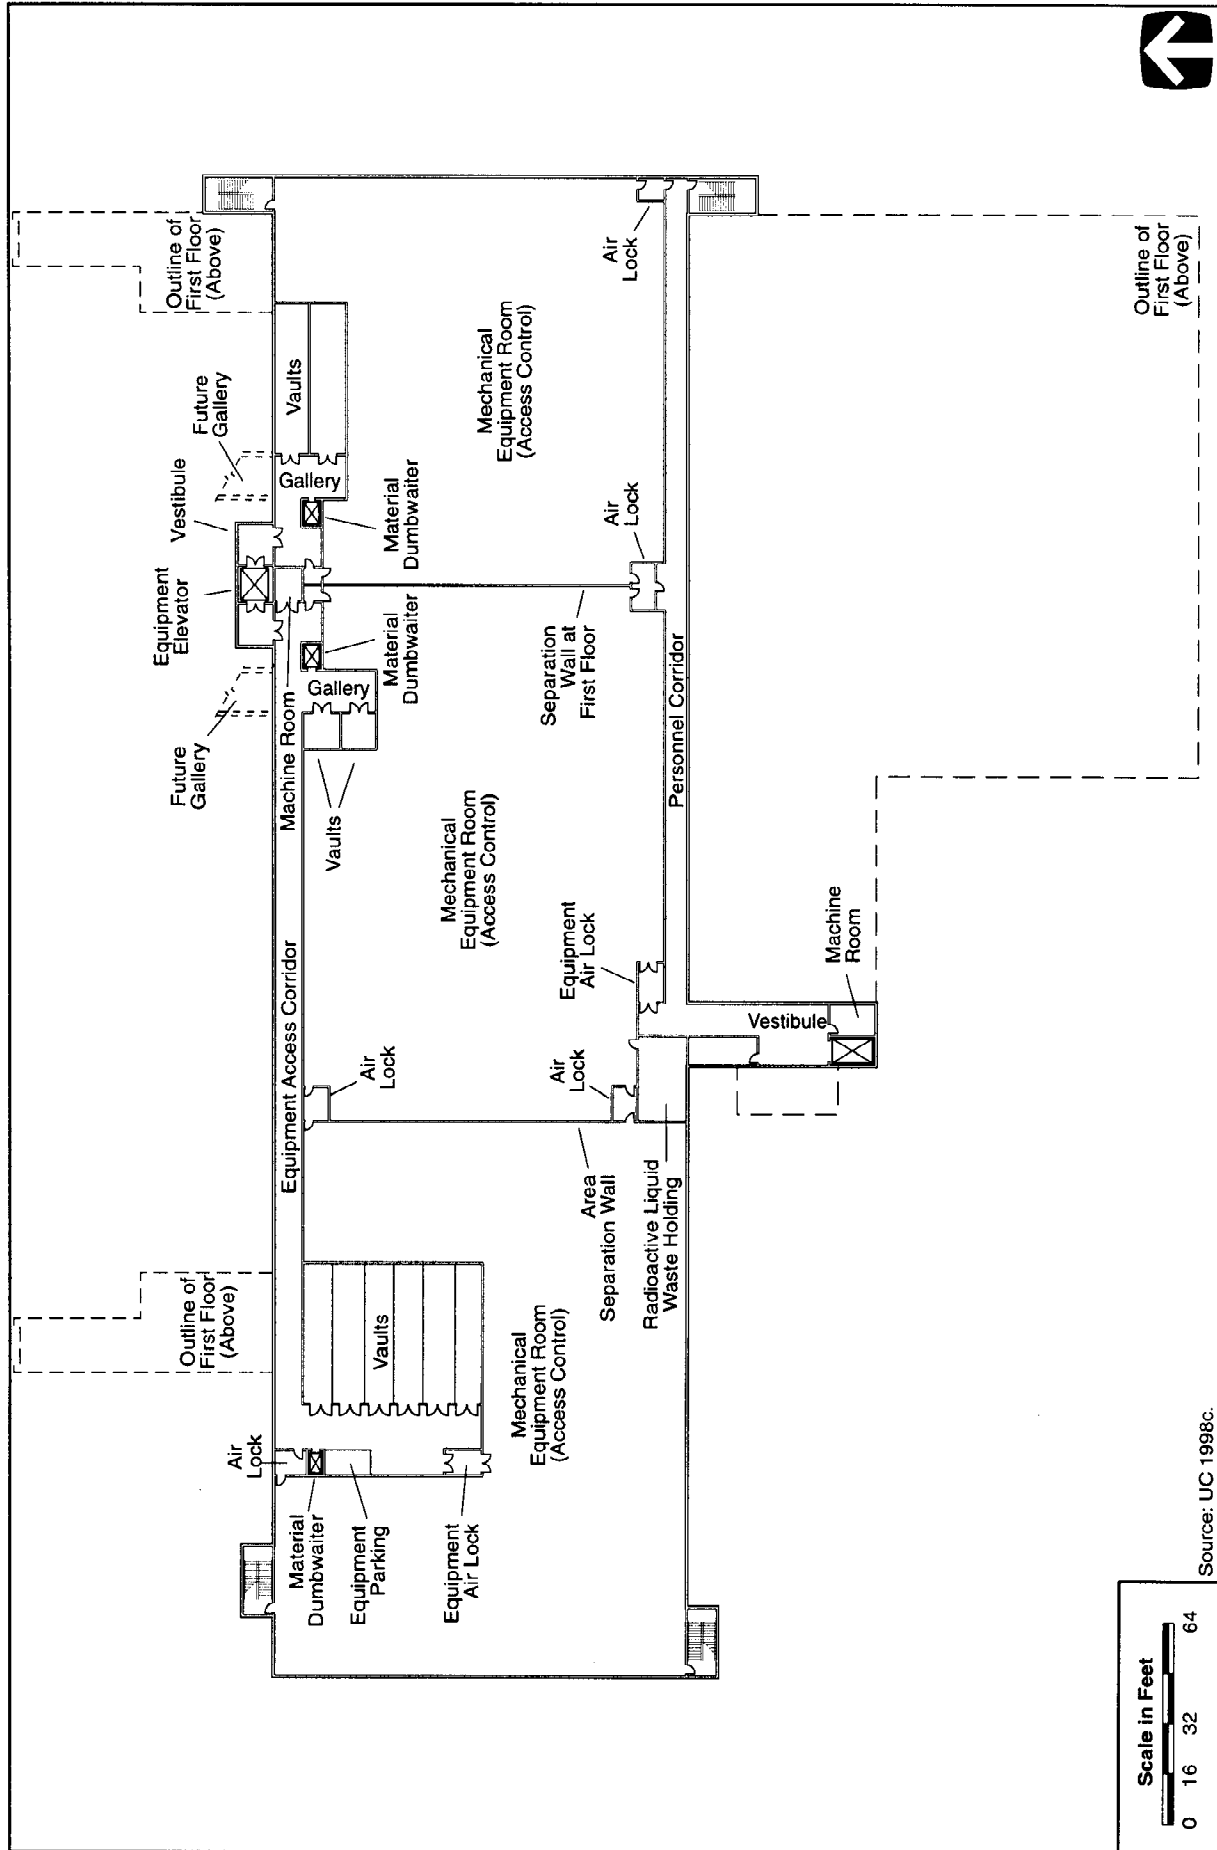 Outline of
First Floor
(Above)
Future
Gallery
Vestibule
Equipment
Elevator
Future
Gallery
Outline of
First Floor
(Above)
Vaults
Gallery
Material
Dumbwaiter
Machine Room
Material
Dumbwaiter
Gallery
Vaults
Equipment Access Corridor
Air
Lock
Vaults
Air
Lock
Material
Dumbwaiter
Equipment
Parking
Equipment
Air Lock
Mechanical
Equipment Room
(Access Control)
Mechanical
Equipment Room
(Access Control)
Mechanical
Equipment Room
(Access Control)
Air
Lock
Air
Lock
Separation
Wall at
First Floor
Equipment
Air Lock
Air
Lock
Area
Separation Wall
Radioactive Liquid
Waste Holding
Personnel Corridor
Vestibule
Machine
Room
Outline of
First Floor
(Above)
Scale in Feet
0 16 32 64
Source: UC 1998c.